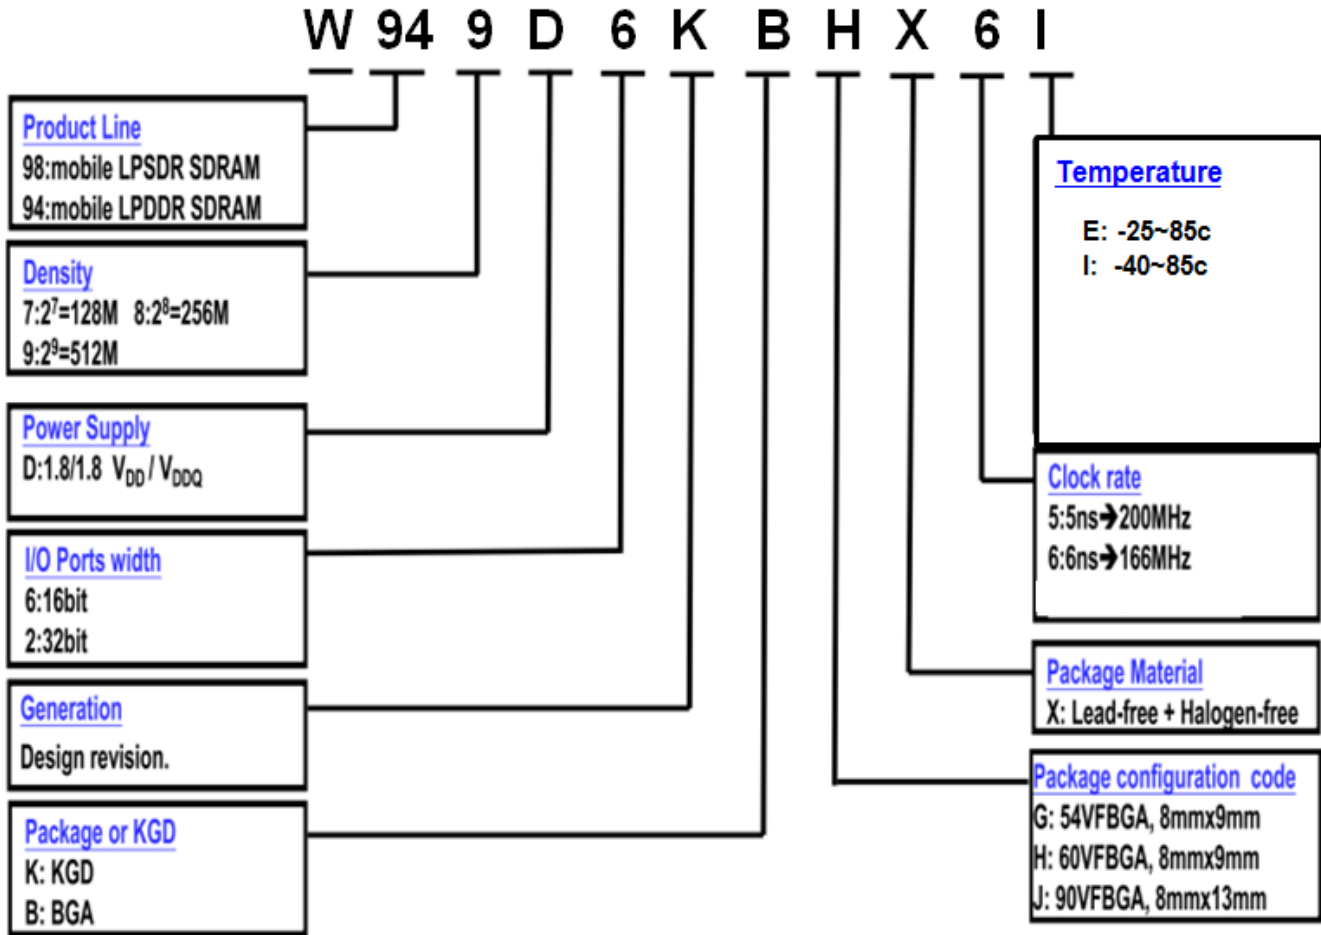 W 94 9 D 6 K B H X 6 I
Product Line
98:mobile LPSDR SDRAM
94:mobile LPDDR SDRAM
Density
7:2⁷=128M 8:2⁸=256M
9:2⁹=512M
Power Supply
D:1.8/1.8 VDD / VDDQ
I/O Ports width
6:16bit
2:32bit
Generation
Design revision.
Package or KGD
K: KGD
B: BGA
Temperature
E: -25~85c
I: -40~85c
Clock rate
5:5ns➔200MHz
6:6ns➔166MHz
Package Material
X: Lead-free + Halogen-free
Package configuration code
G: 54VFBGA, 8mmx9mm
H: 60VFBGA, 8mmx9mm
J: 90VFBGA, 8mmx13mm